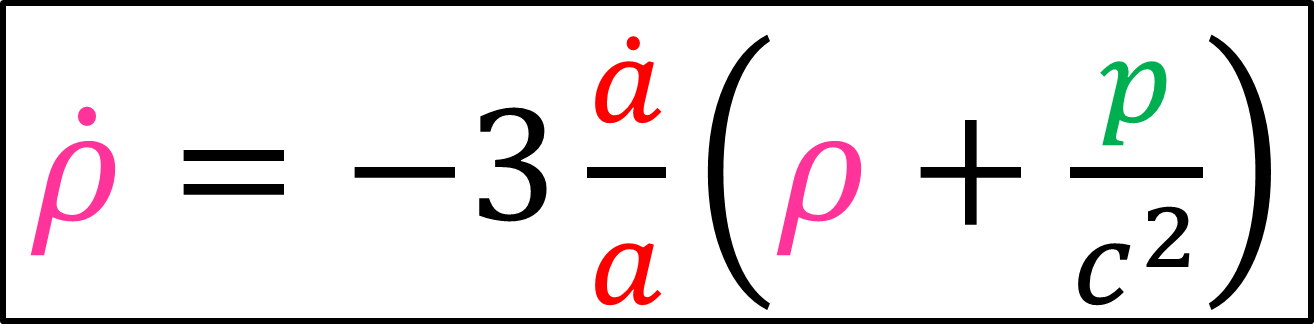 ρ̇ = −3 ȧ/a (ρ + p/c²)